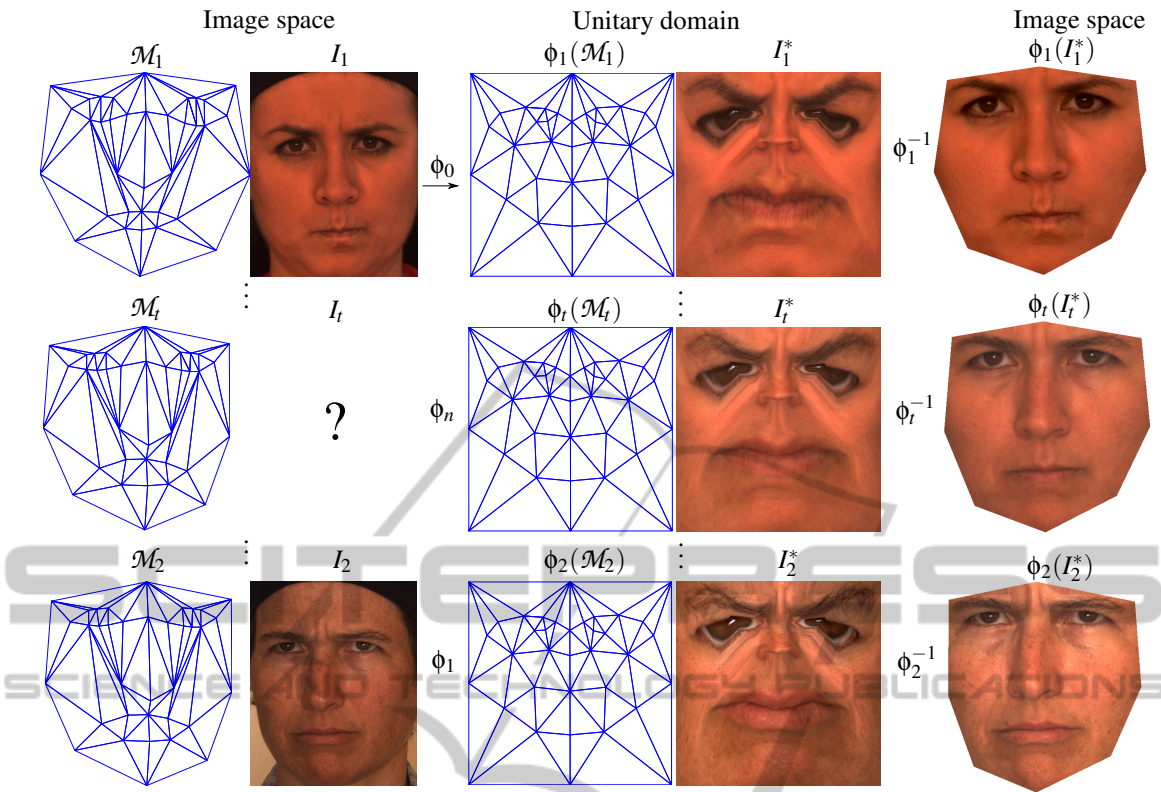 Image space Unitary domain Image space
ℳ₁ I₁ ϕ₁(ℳ₁) I₁* ϕ₁(I₁*)
ϕ₀ ϕ₁⁻¹
⋮ ⋮
ℳₜ Iₜ ϕₜ(ℳₜ) Iₜ* ϕₜ(Iₜ*)
? ϕₙ ϕₜ⁻¹
⋮ ⋮
ℳ₂ I₂ ϕ₂(ℳ₂) I₂* ϕ₂(I₂*)
SCITEPRESS
ϕ₁ ϕ₂⁻¹
SCIENCE AND TECHNOLOGY PUBLICATIONS